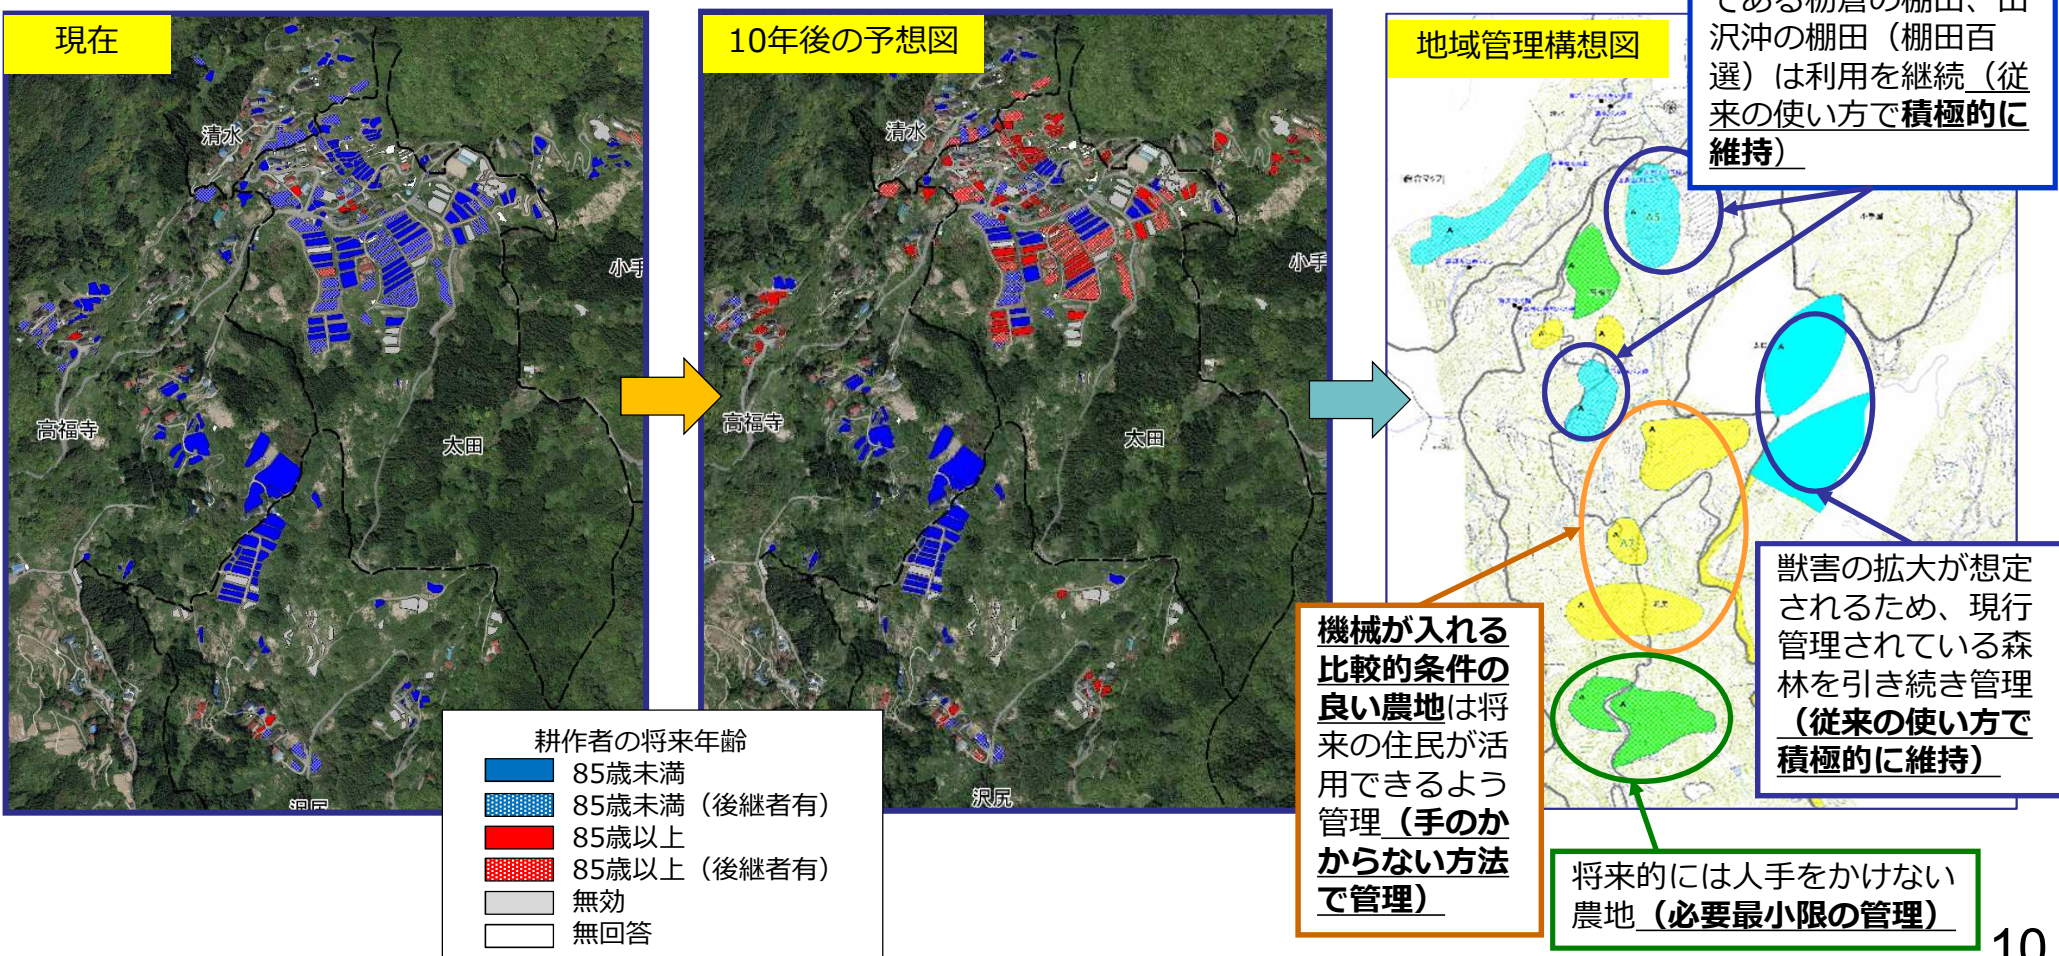 現在
清水
小手
高福寺
太田
沢尻
10年後の予想図
清水
小手
高福寺
太田
沢尻
耕作者の将来年齢
85歳未満
85歳未満（後継者有）
85歳以上
85歳以上（後継者有）
無効
無回答
地域管理構想図
である栃倉の棚田、田
沢沖の棚田（棚田百
選）は利用を継続（従
来の使い方で積極的に
維持）
A5
A7
獣害の拡大が想定
されるため、現行
管理されている森
林を引き続き管理
（従来の使い方で
積極的に維持）
機械が入れる
比較的条件の
良い農地は将
来の住民が活
用できるよう
管理（手のか
からない方法
で管理）
将来的には人手をかけない
農地（必要最小限の管理）
10